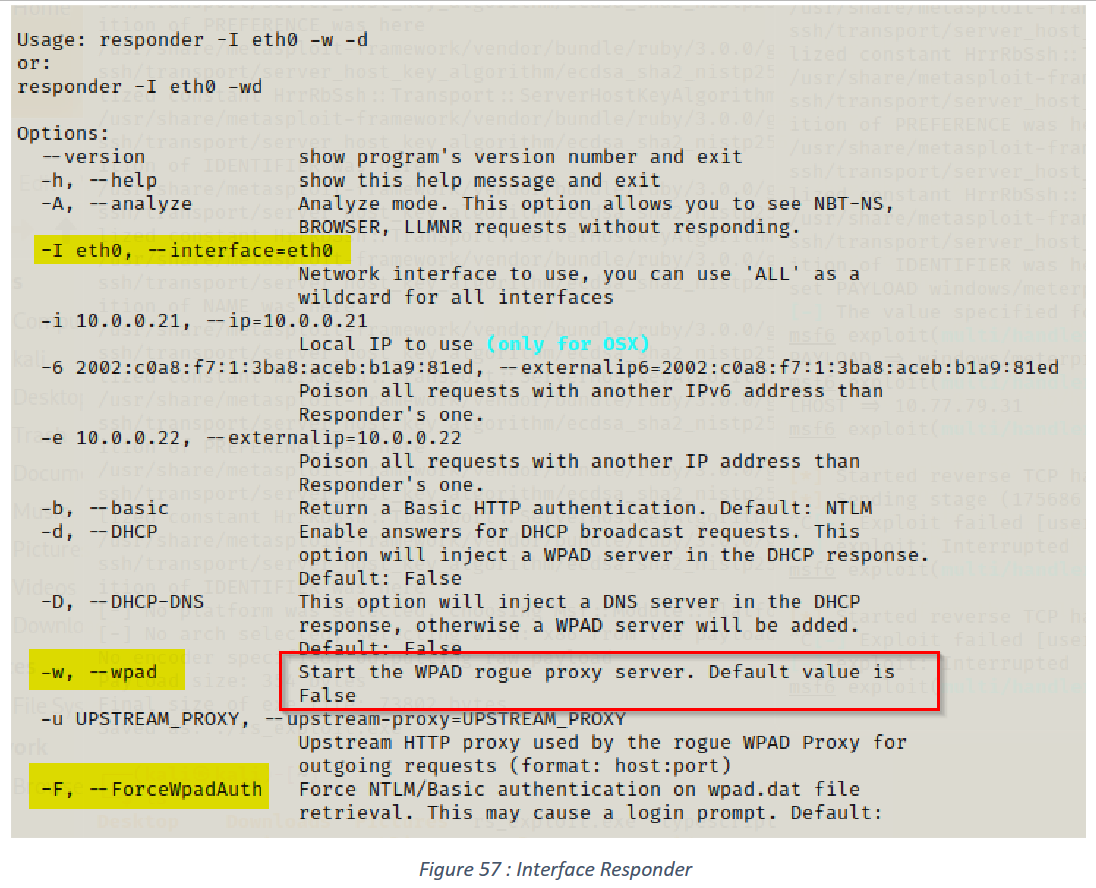 Usage: responder -I eth0 -w -d
or:
responder -I eth0 -wd
Options:
--version show program's version number and exit
-h, --help show this help message and exit
-A, --analyze Analyze mode. This option allows you to see NBT-NS,
BROWSER, LLMNR requests without responding.
-I eth0, --interface=eth0
Network interface to use, you can use 'ALL' as a
wildcard for all interfaces
-i 10.0.0.21, --ip=10.0.0.21
Local IP to use (only for OSX)
-6 2002:c0a8:f7:1:3ba8:aceb:b1a9:81ed, --externalip6=2002:c0a8:f7:1:3ba8:aceb:b1a9:81ed
Poison all requests with another IPv6 address than
Responder's one.
-e 10.0.0.22, --externalip=10.0.0.22
Poison all requests with another IP address than
Responder's one.
-b, --basic Return a Basic HTTP authentication. Default: NTLM
-d, --DHCP Enable answers for DHCP broadcast requests. This
option will inject a WPAD server in the DHCP response.
Default: False
-D, --DHCP-DNS This option will inject a DNS server in the DHCP
response, otherwise a WPAD server will be added.
Default: False
-w, --wpad Start the WPAD rogue proxy server. Default value is
False
-u UPSTREAM_PROXY, --upstream-proxy=UPSTREAM_PROXY
Upstream HTTP proxy used by the rogue WPAD Proxy for
outgoing requests (format: host:port)
-F, --ForceWpadAuth Force NTLM/Basic authentication on wpad.dat file
retrieval. This may cause a login prompt. Default:
Figure 57 : Interface Responder